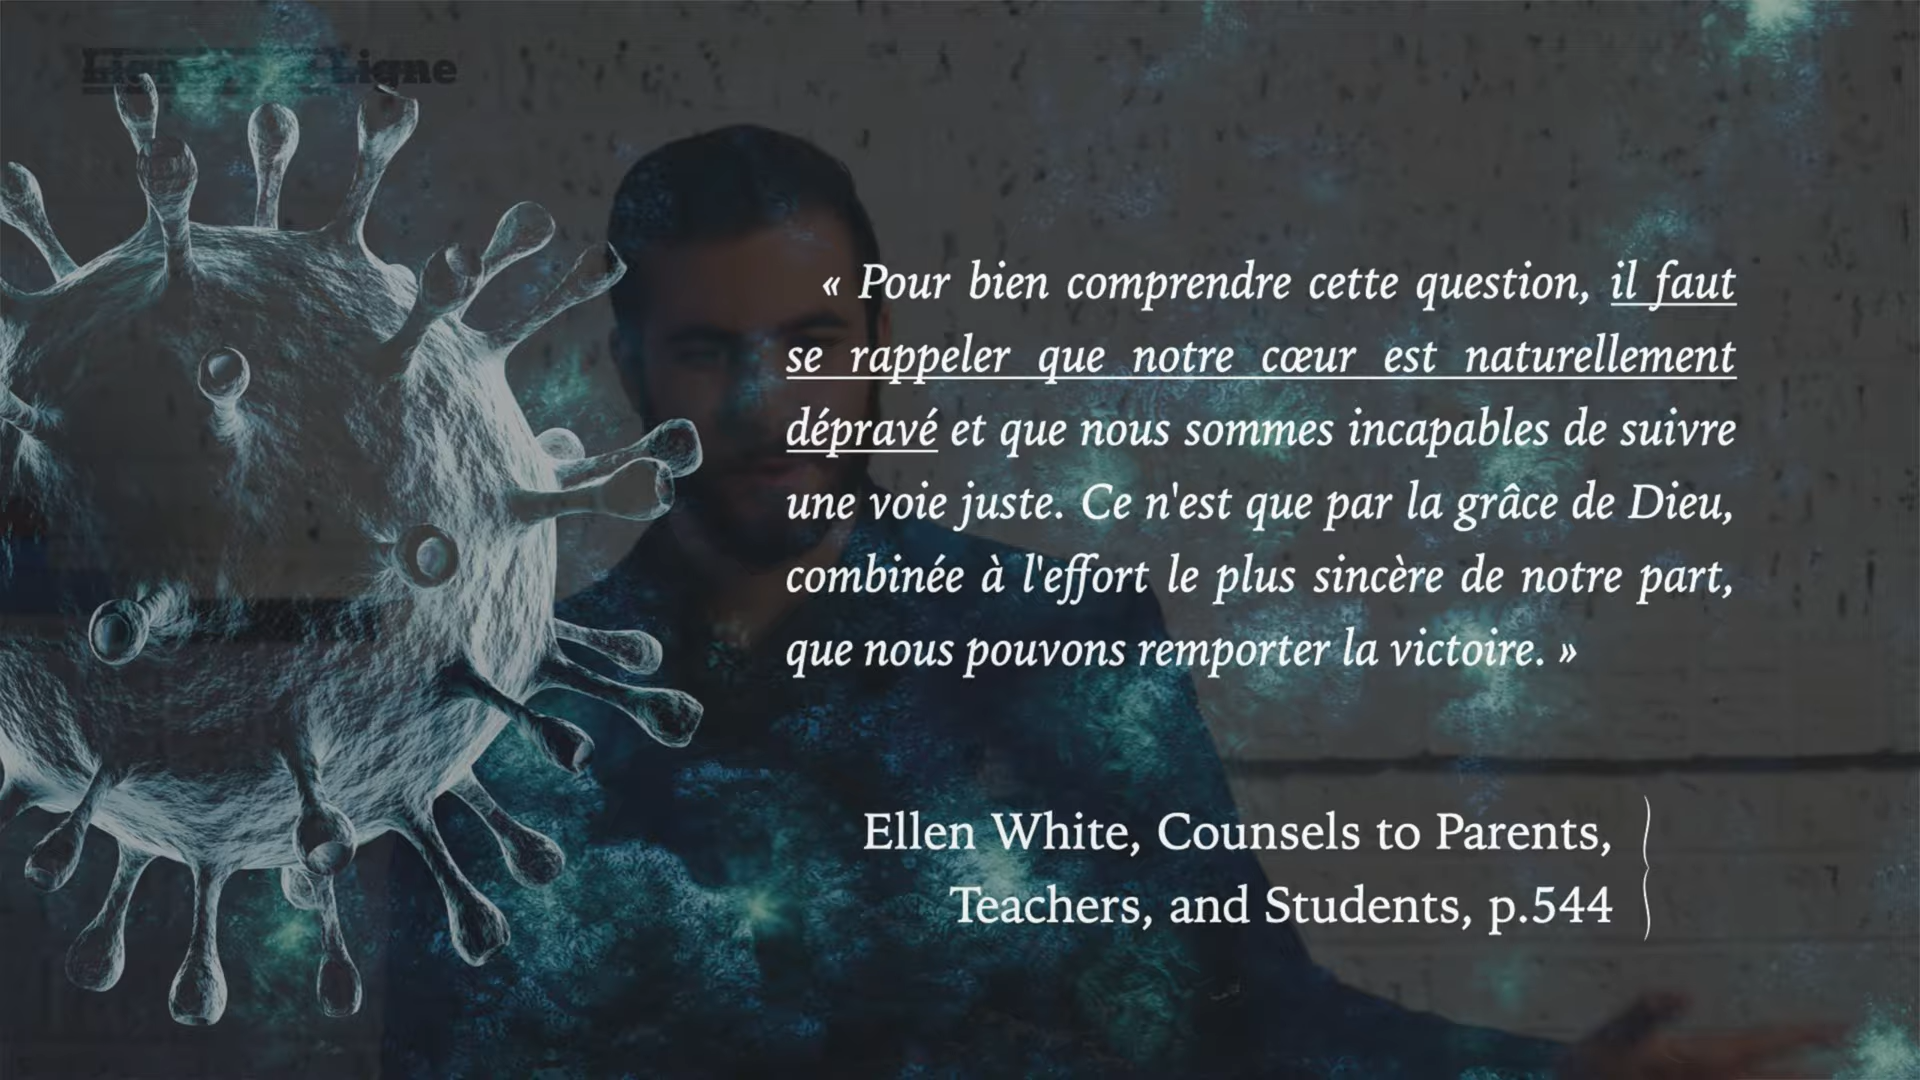 Ligne
« Pour bien comprendre cette question, il faut
se rappeler que notre cœur est naturellement
dépravé et que nous sommes incapables de suivre
une voie juste. Ce n'est que par la grâce de Dieu,
combinée à l'effort le plus sincère de notre part,
que nous pouvons remporter la victoire. »
Ellen White, Counsels to Parents,
Teachers, and Students, p.544